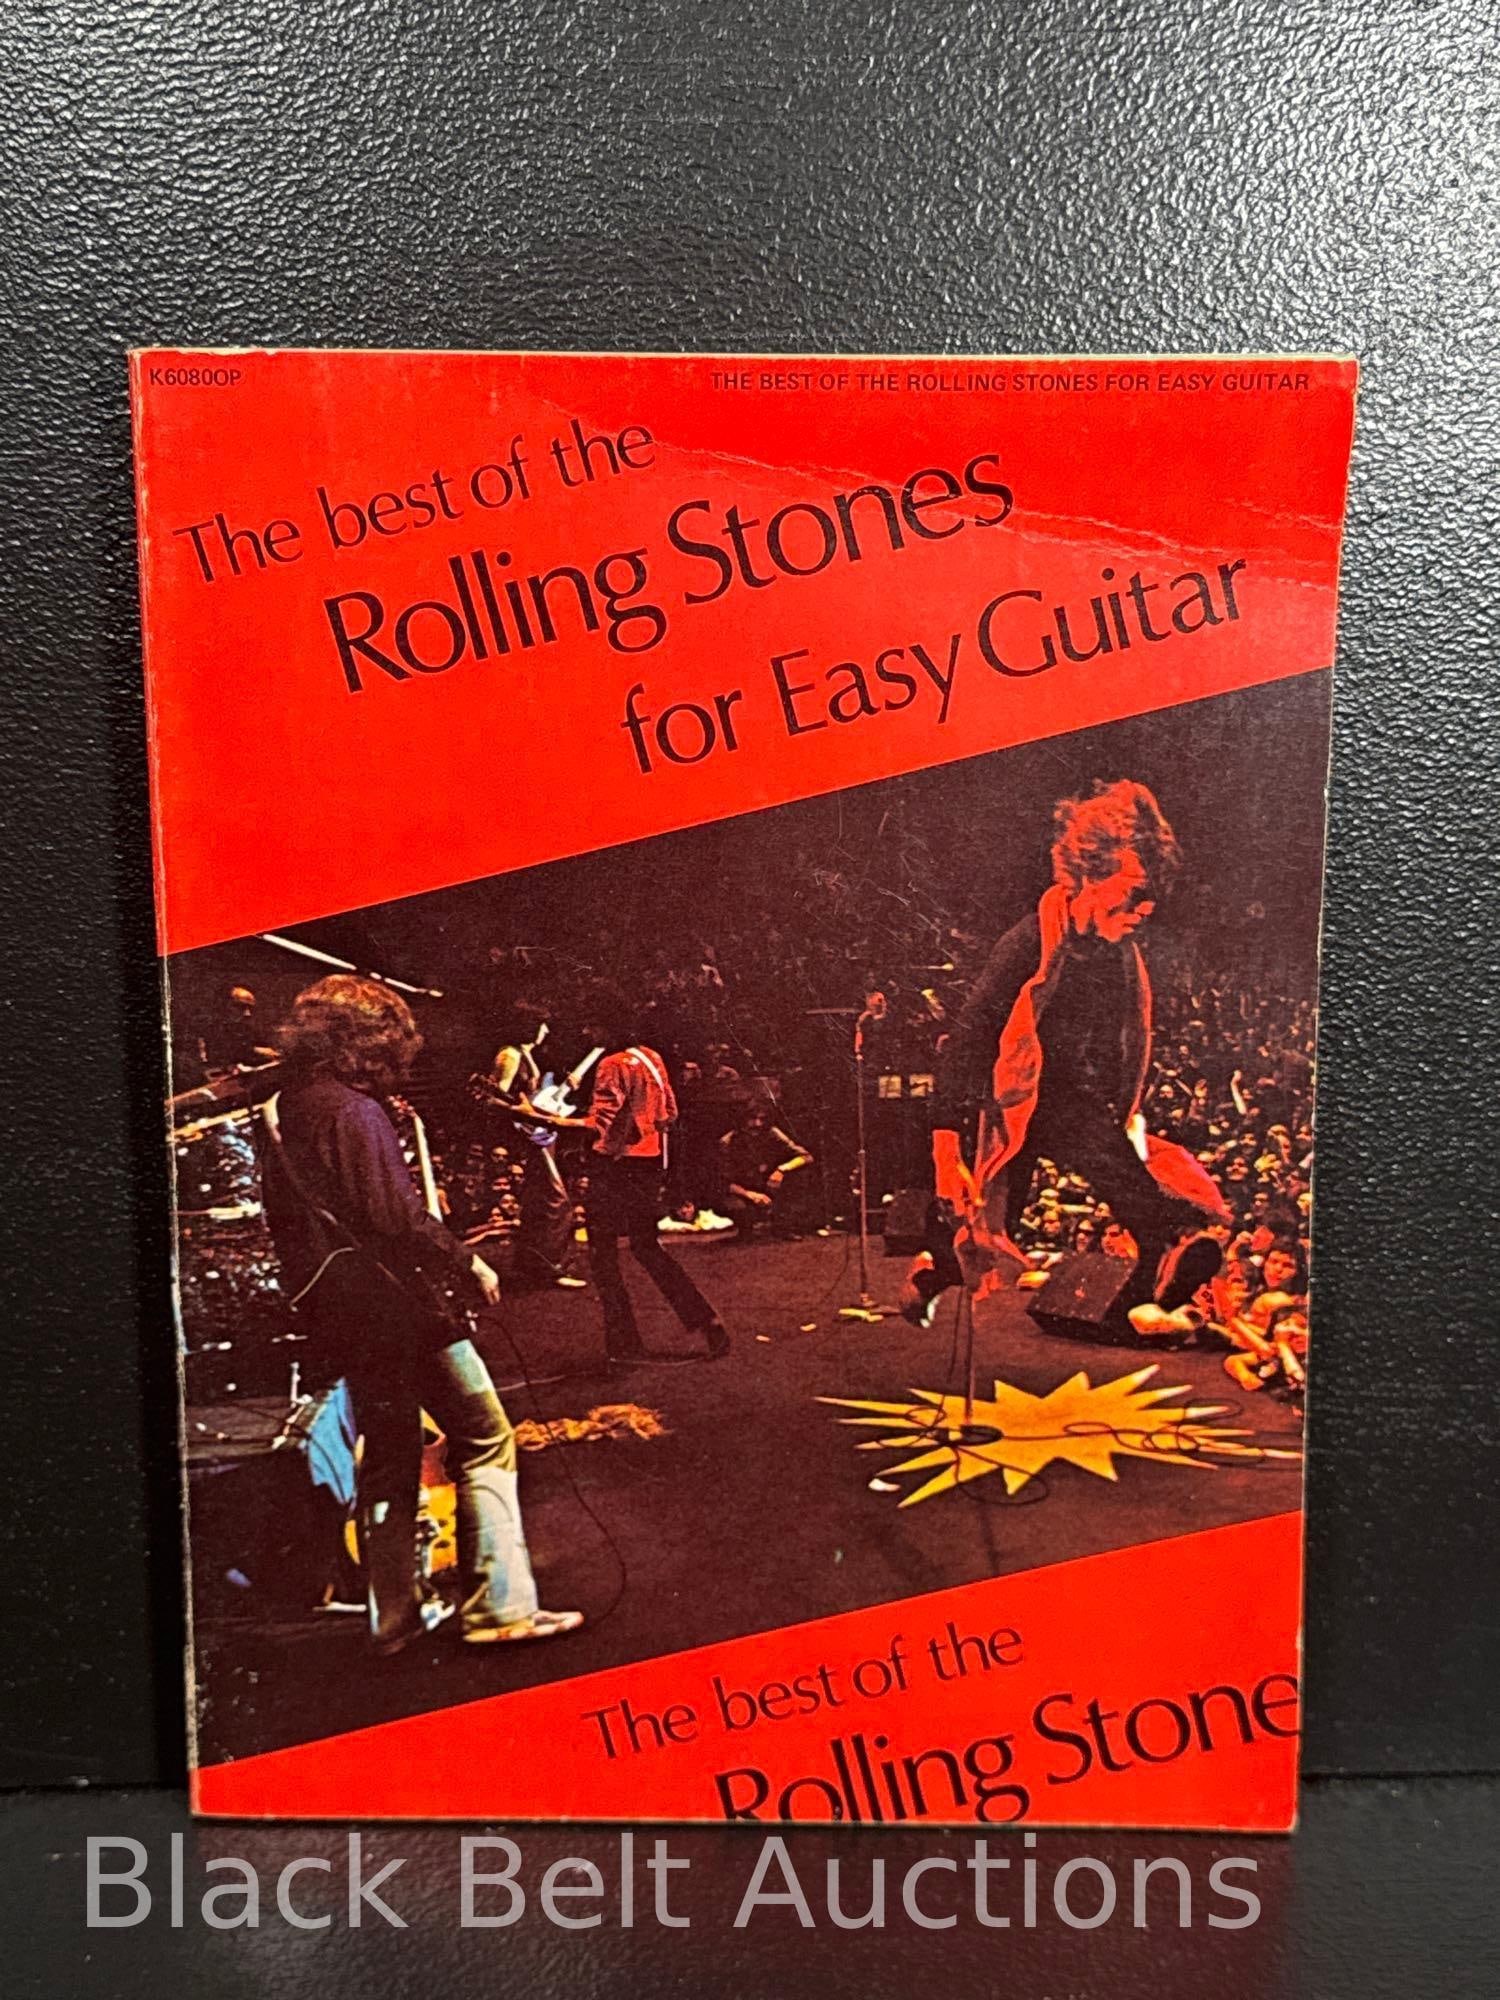 K6080OP
THE BEST OF THE ROLLING STONES FOR EASY GUITAR
The best of the
Rolling Stones
for Easy Guitar
The best of the
Rolling Stone
Black Belt Auctions